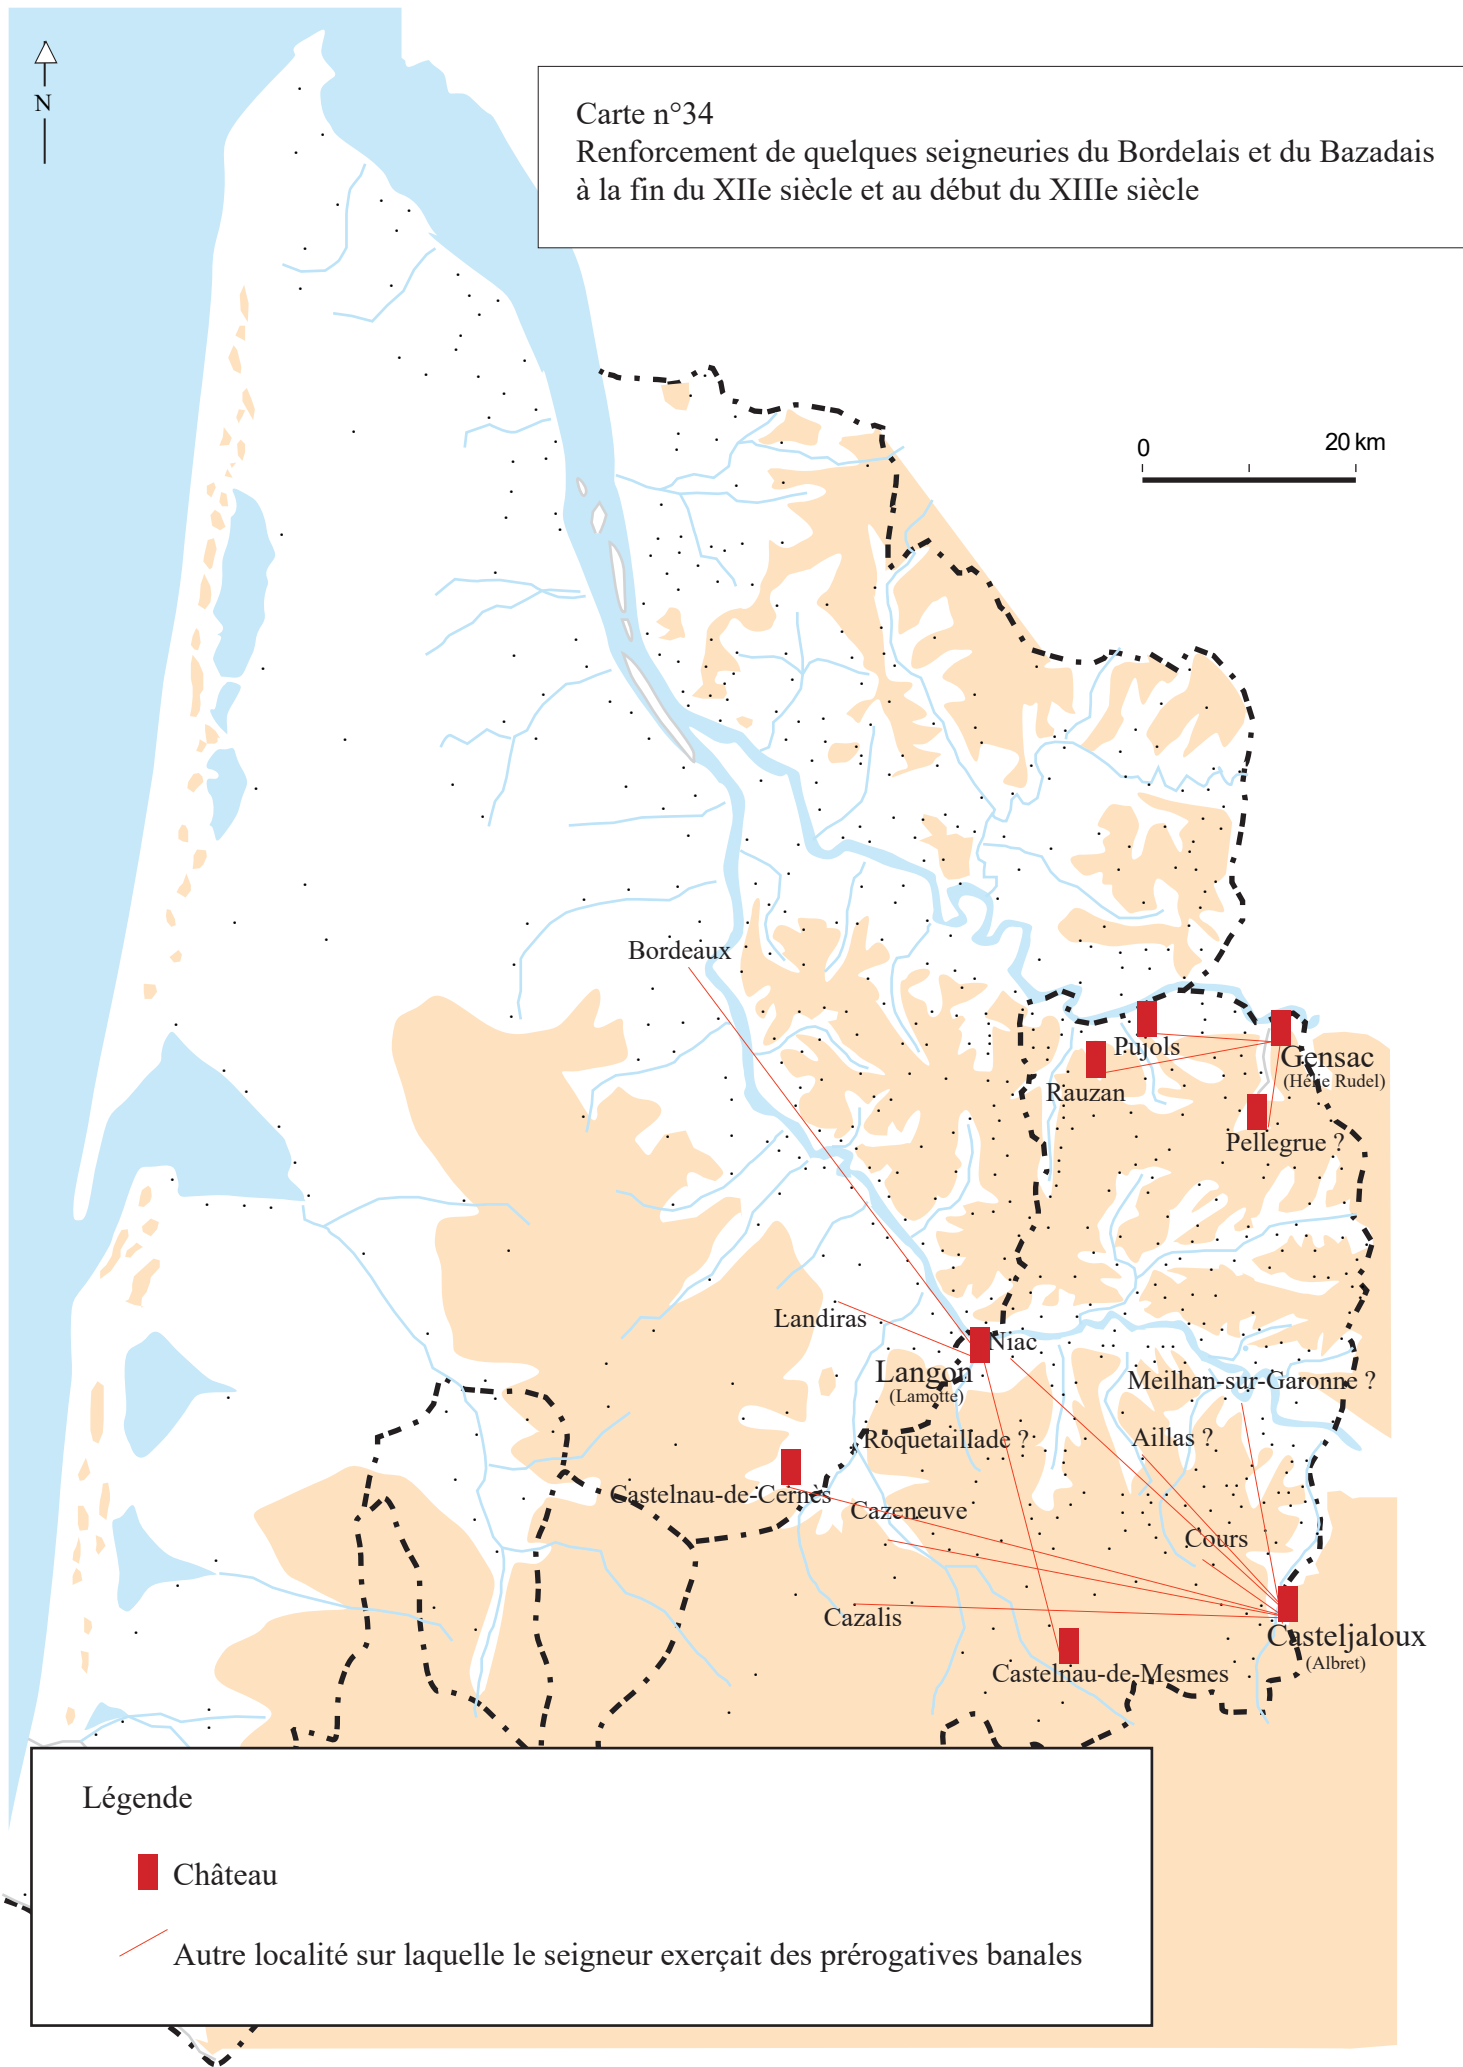 N
Carte n°34
Renforcement de quelques seigneuries du Bordelais et du Bazadais
à la fin du XIIe siècle et au début du XIIIe siècle
0 20 km
Bordeaux
Pujols
Gensac
(Hélie Rudel)
Rauzan
Pellegrue ?
Landiras
Niac
Langon
(Lamotte)
Meilhan-sur-Garonne ?
Roquetaillade ?
Aillas ?
Castelnau-de-Cernès
Cazeneuve
Cours
Cazalis
Casteljaloux
(Albret)
Castelnau-de-Mesmes
Légende
Château
Autre localité sur laquelle le seigneur exerçait des prérogatives banales